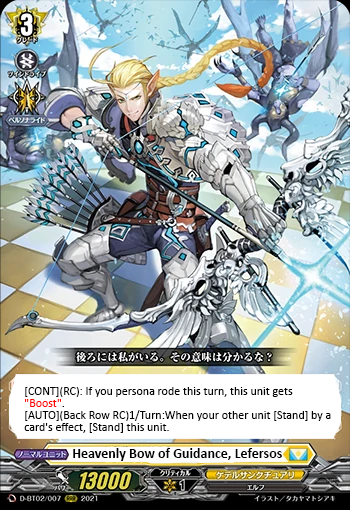 3
グレード
ツインドライブ
ペルソナライド
後ろには私がいる。その意味は分かるな?
[CONT](RC): If you persona rode this turn, this unit gets
"Boost".
[AUTO](Back Row RC)1/Turn:When your other unit [Stand] by a
card's effect, [Stand] this unit.
ノーマルユニット Heavenly Bow of Guidance, Lefersos
パワー 13000 クリティカル 1 ケテルサンクチュアリ
エルフ
D-BT02/007 RRR 2021 イラスト/タカヤマトシアキ